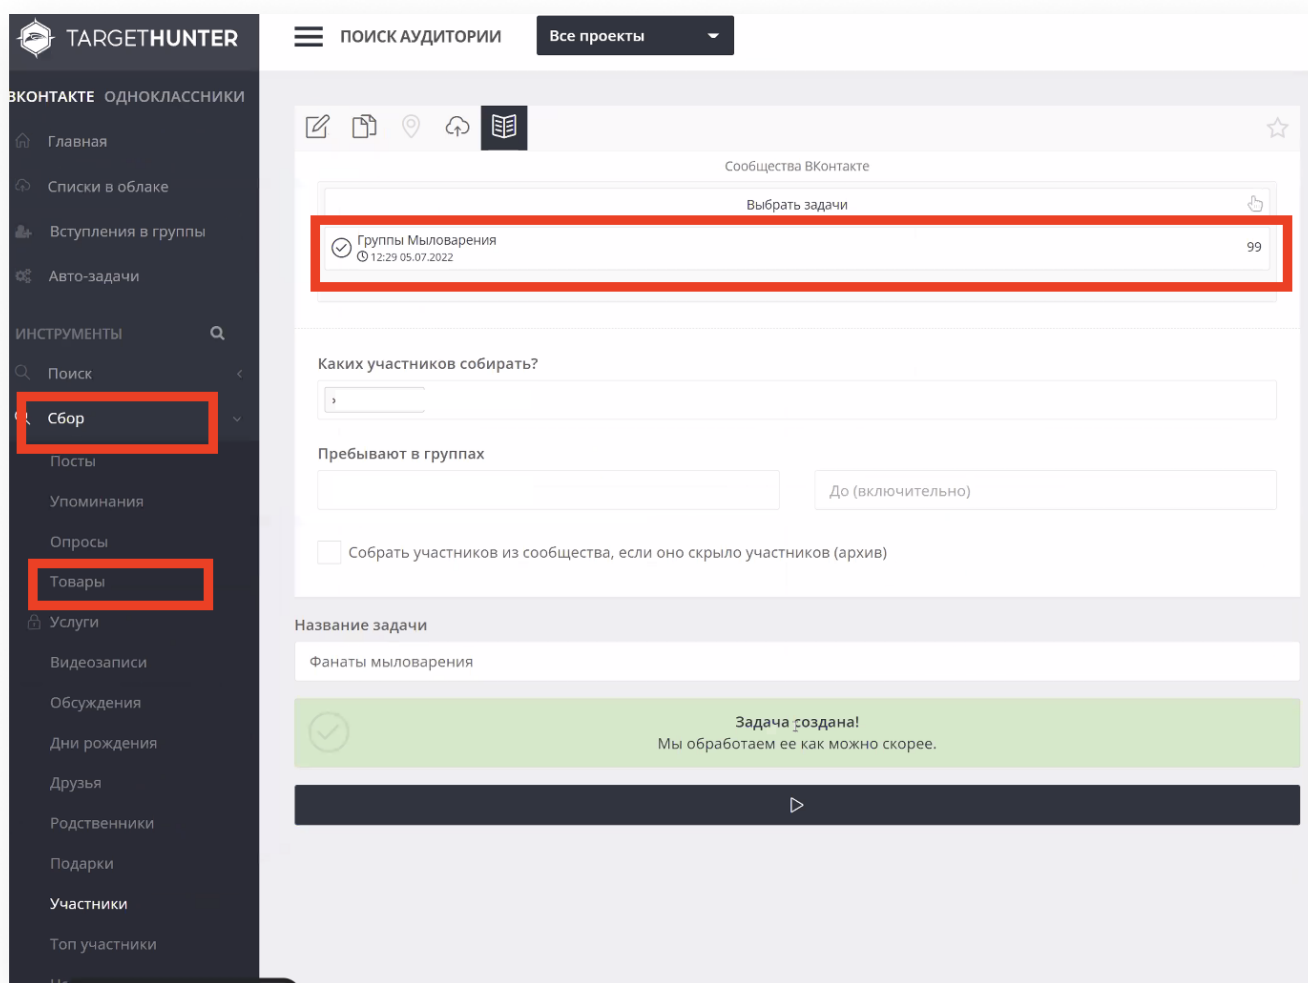 TARGETHUNTER
ПОИСК АУДИТОРИИ
Все проекты
ВКОНТАКТЕ ОДНОКЛАССНИКИ
Главная
Списки в облаке
Вступления в группы
Авто-задачи
ИНСТРУМЕНТЫ
Поиск
Сбор
Посты
Упоминания
Опросы
Товары
Услуги
Видеозаписи
Обсуждения
Дни рождения
Друзья
Родственники
Подарки
Участники
Топ участники
Сообщества ВКонтакте
Выбрать задачи
Группы Мыловарения
99
12:29 05.07.2022
Каких участников собирать?
Пребывают в группах
До (включительно)
Собрать участников из сообщества, если оно скрыло участников (архив)
Название задачи
Фанаты мыловарения
Задача создана!
Мы обработаем ее как можно скорее.